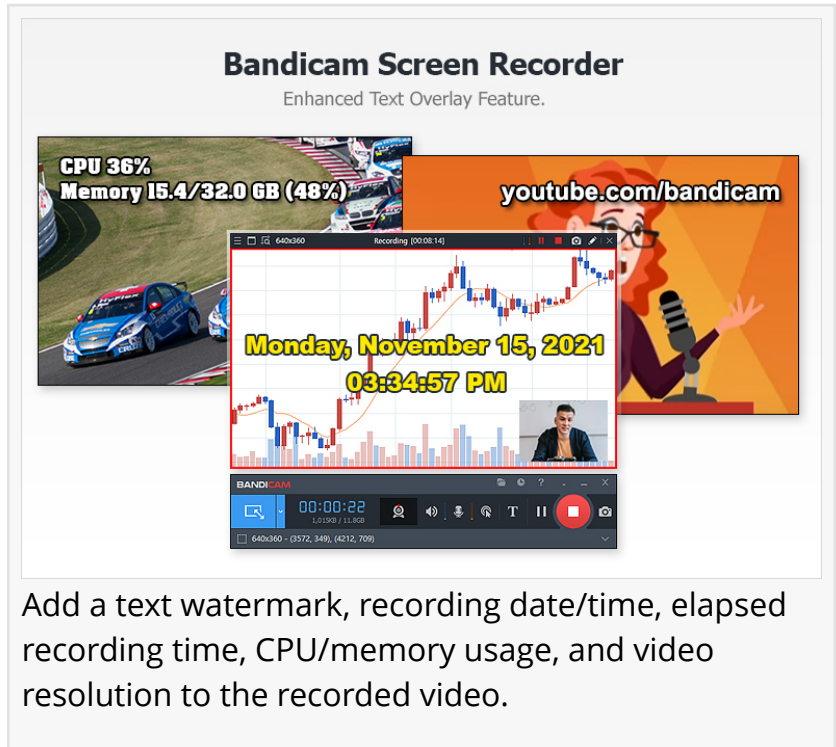 Bandicam Screen Recorder
Enhanced Text Overlay Feature.
CPU 36%
Memory 15.4/32.0 GB (48%)
youtube.com/bandicam
640x360
Recording [00:08:14]
HyFlex
CHEVROLET
CRUZE
Monday, November 15, 2021
03:34:57 PM
BANDICAM
00:00:22
1,015KB / 11.8GB
T
640x360 - (3572, 349), (4212, 709)
Add a text watermark, recording date/time, elapsed
recording time, CPU/memory usage, and video
resolution to the recorded video.